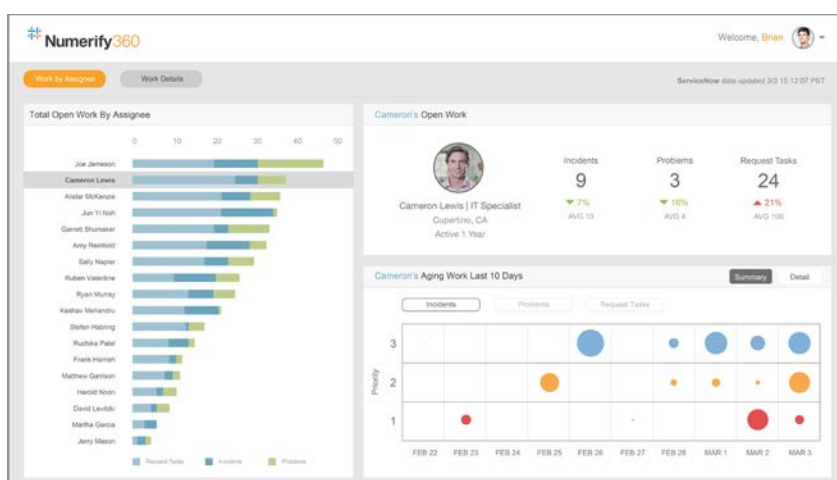 Numerify360
Welcome, Brian
Work by Assignee
Work Details
ServiceNow data updated 3/3 15:12:07 PST
Total Open Work By Assignee
0 10 20 30 40 50
Joe Jameson
Cameron Lewis
Alistar McKenzie
Jun Yi Noh
Garrett Shumaker
Amy Reinhold
Sally Napier
Ruben Valentine
Ryan Murray
Keshav Mehandru
Stefen Habring
Ruchika Patel
Frank Harnah
Matthew Garrison
Harold Noon
David Levitzki
Martha Garcia
Jerry Mason
Request Tasks Incidents Problems
Cameron's Open Work
Cameron Lewis | IT Specialist
Cupertino, CA
Active 1 Year
Incidents
9
7%
AVG 10
Problems
3
16%
AVG 4
Request Tasks
24
21%
AVG 100
Cameron's Aging Work Last 10 Days
Summary Detail
Incidents Problems Request Tasks
Priority
3
2
1
FEB 22 FEB 23 FEB 24 FEB 25 FEB 26 FEB 27 FEB 28 MAR 1 MAR 2 MAR 3